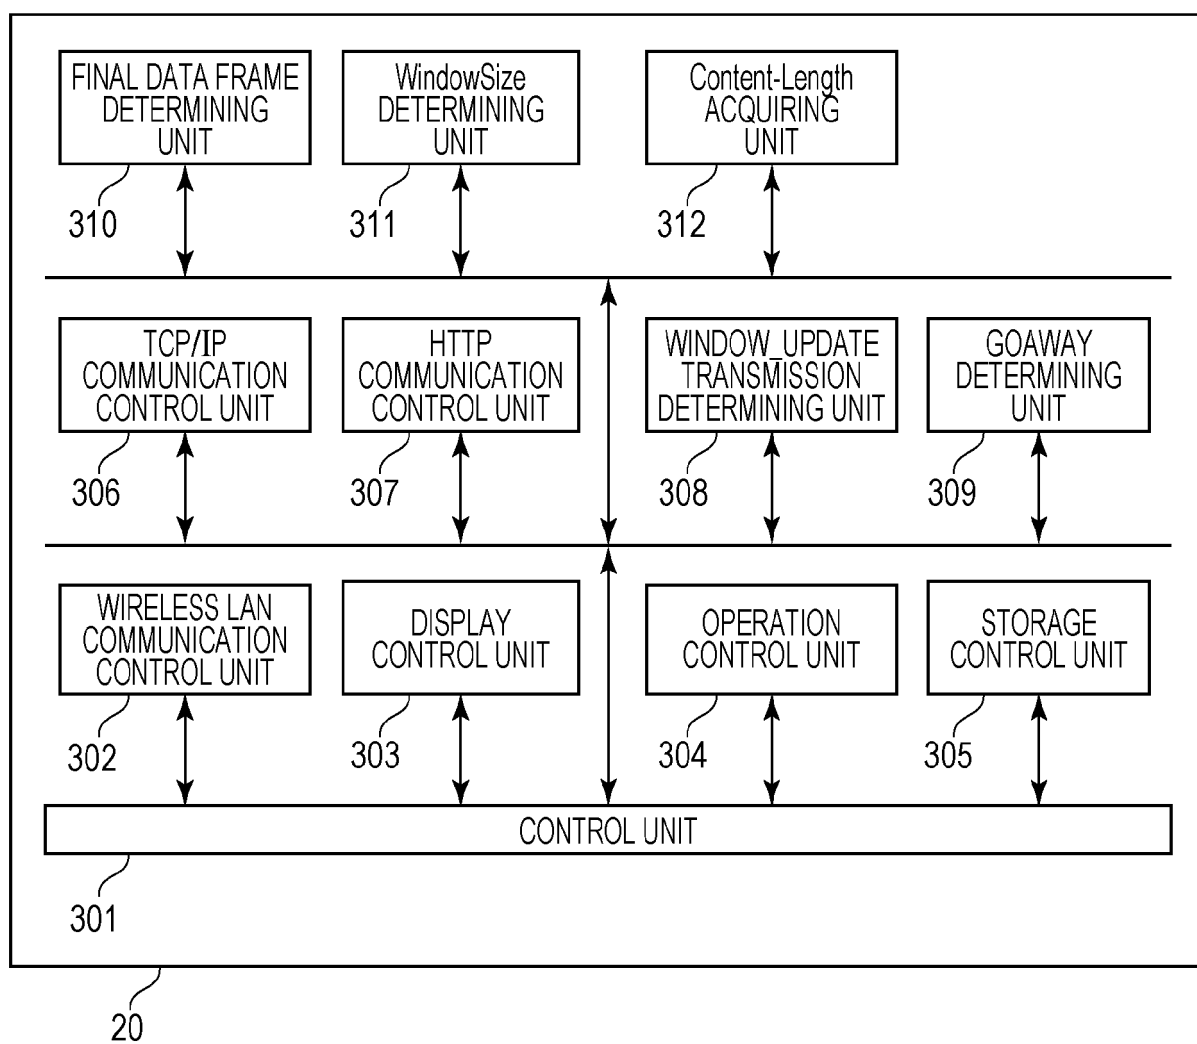 FINAL DATA FRAME
DETERMINING
UNIT
310
WindowSize
DETERMINING
UNIT
311
Content-Length
ACQUIRING
UNIT
312
TCP/IP
COMMUNICATION
CONTROL UNIT
306
HTTP
COMMUNICATION
CONTROL UNIT
307
WINDOW_UPDATE
TRANSMISSION
DETERMINING UNIT
308
GOAWAY
DETERMINING
UNIT
309
WIRELESS LAN
COMMUNICATION
CONTROL UNIT
302
DISPLAY
CONTROL UNIT
303
OPERATION
CONTROL UNIT
304
STORAGE
CONTROL UNIT
305
CONTROL UNIT
301
20